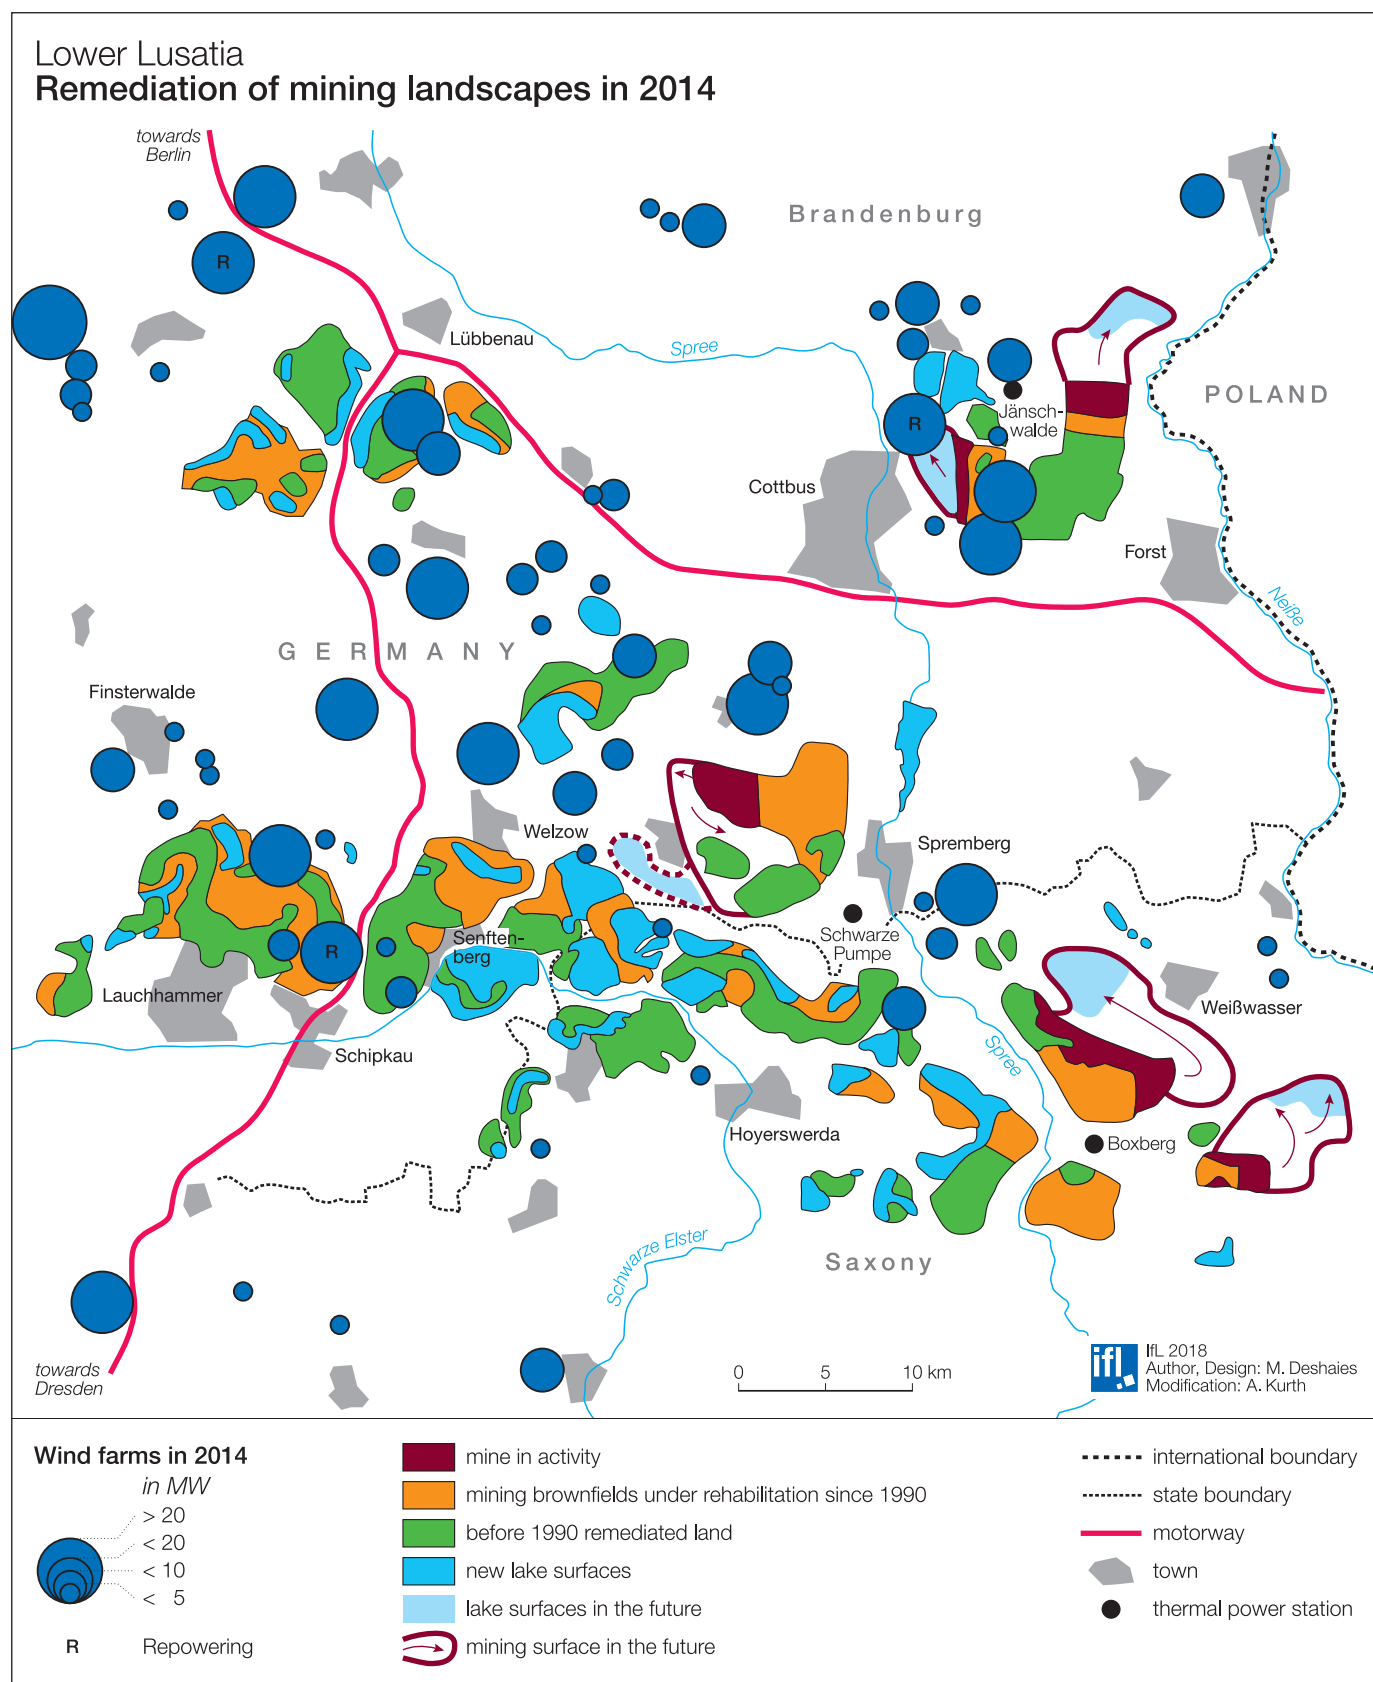 Lower Lusatia
Remediation of mining landscapes in 2014
towards
Berlin
Brandenburg
R
Lübbenau
Spree
POLAND
Jänsch-
walde
R
Cottbus
Forst
Neiße
GERMANY
Finsterwalde
Welzow
Spremberg
Schwarze
Pumpe
Senften-
berg
R
Lauchhammer
Weißwasser
Schipkau
Spree
Hoyerswerda
Boxberg
Schwarze Elster
Saxony
towards
Dresden
0 5 10 km
ifl
IfL 2018
Author, Design: M. Deshaies
Modification: A. Kurth
Wind farms in 2014
in MW
> 20
< 20
< 10
< 5
R Repowering
mine in activity
mining brownfields under rehabilitation since 1990
before 1990 remediated land
new lake surfaces
lake surfaces in the future
mining surface in the future
international boundary
state boundary
motorway
town
thermal power station